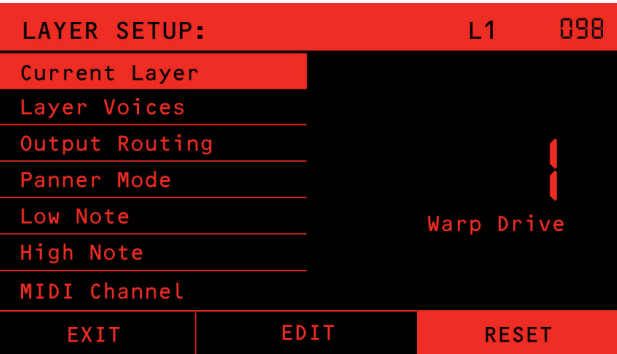 LAYER SETUP: L1 098
Current Layer
Layer Voices
Output Routing
Panner Mode
1
Low Note
Warp Drive
High Note
MIDI Channel
EXIT EDIT RESET